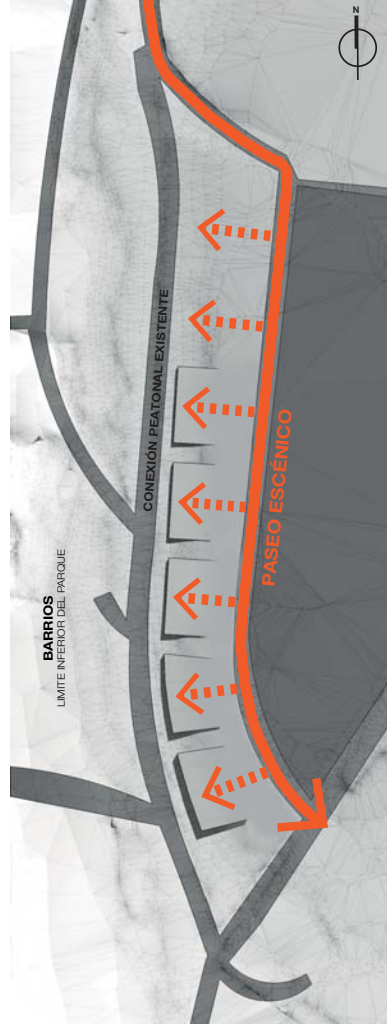 N
CONEXIÓN PEATONAL EXISTENTE
PASEO ESCÉNICO
BARRIOS
LIMITE INFERIOR DEL PARQUE